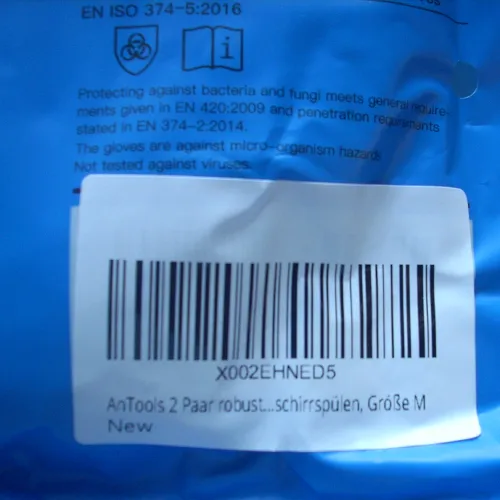 EN ISO 374-5:2016
Protecting against bacteria and fungi meets general require-
ments given in EN 420:2009 and penetration requirements
stated in EN 374-2:2014.
The gloves are against micro-organism hazards
Not tested against viruses.
X002EHNED5
AnTools 2 Paar robust...schirrspülen, Größe M
New